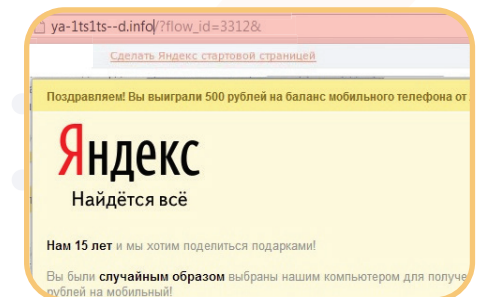 ya-1ts1ts--d.info/?flow_id=3312&
Сделать Яндекс стартовой страницей
Поздравляем! Вы выиграли 500 рублей на баланс мобильного телефона от
Яндекс
Найдётся всё
Нам 15 лет и мы хотим поделиться подарками!
Вы были случайным образом выбраны нашим компьютером для получе
рублей на мобильный!